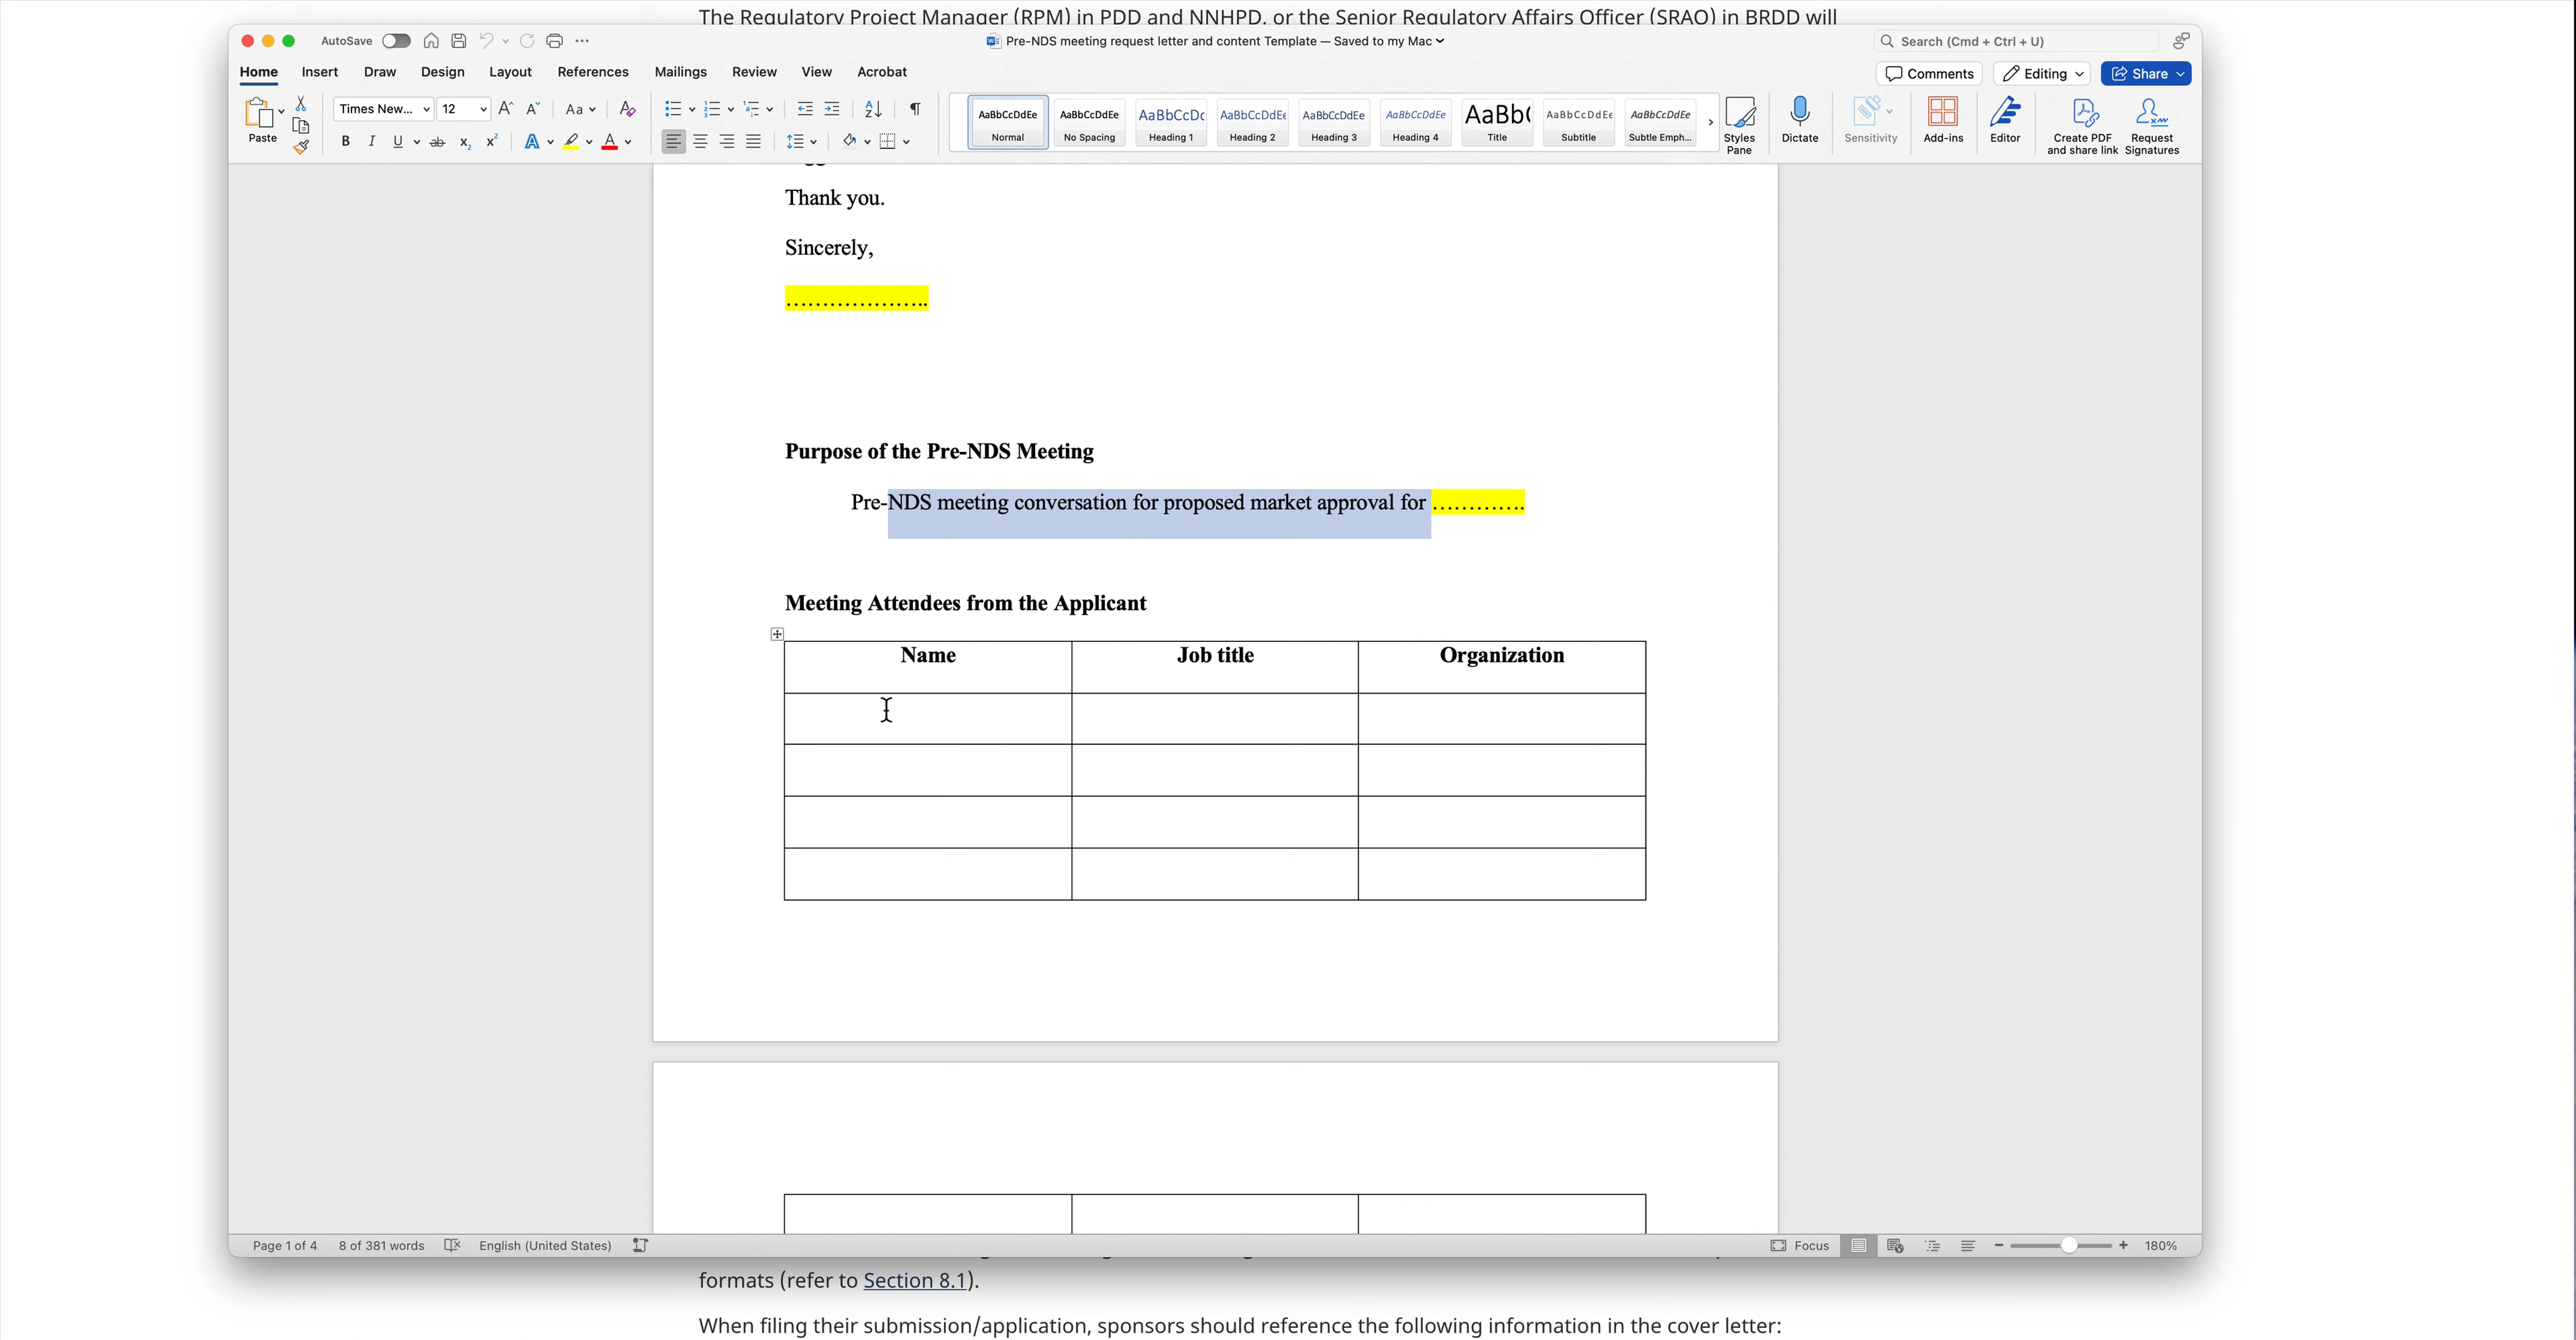 The Regulatory Project Manager (RPM) in PDD and NNHPD, or the Senior Regulatory Affairs Officer (SRAO) in BRDD will
AutoSave
Pre-NDS meeting request letter and content Template — Saved to my Mac
Search (Cmd + Ctrl + U)
Home Insert Draw Design Layout References Mailings Review View Acrobat
Comments Editing Share
Paste
Times New... 12
AaBbCcDdEe Normal
AaBbCcDdEe No Spacing
AaBbCcDc Heading 1
AaBbCcDdEe Heading 2
AaBbCcDdEe Heading 3
AaBbCcDdEe Heading 4
AaBb( Title
AaBbCcDdEe Subtitle
AaBbCcDdEe Subtle Emph...
Styles Pane
Dictate
Sensitivity
Add-ins
Editor
Create PDF and share link
Request Signatures
Thank you.
Sincerely,
………………..
Purpose of the Pre-NDS Meeting
Pre-NDS meeting conversation for proposed market approval for ………….
Meeting Attendees from the Applicant
Name Job title Organization
Page 1 of 4 8 of 381 words English (United States) Focus 180%
formats (refer to Section 8.1).
When filing their submission/application, sponsors should reference the following information in the cover letter: